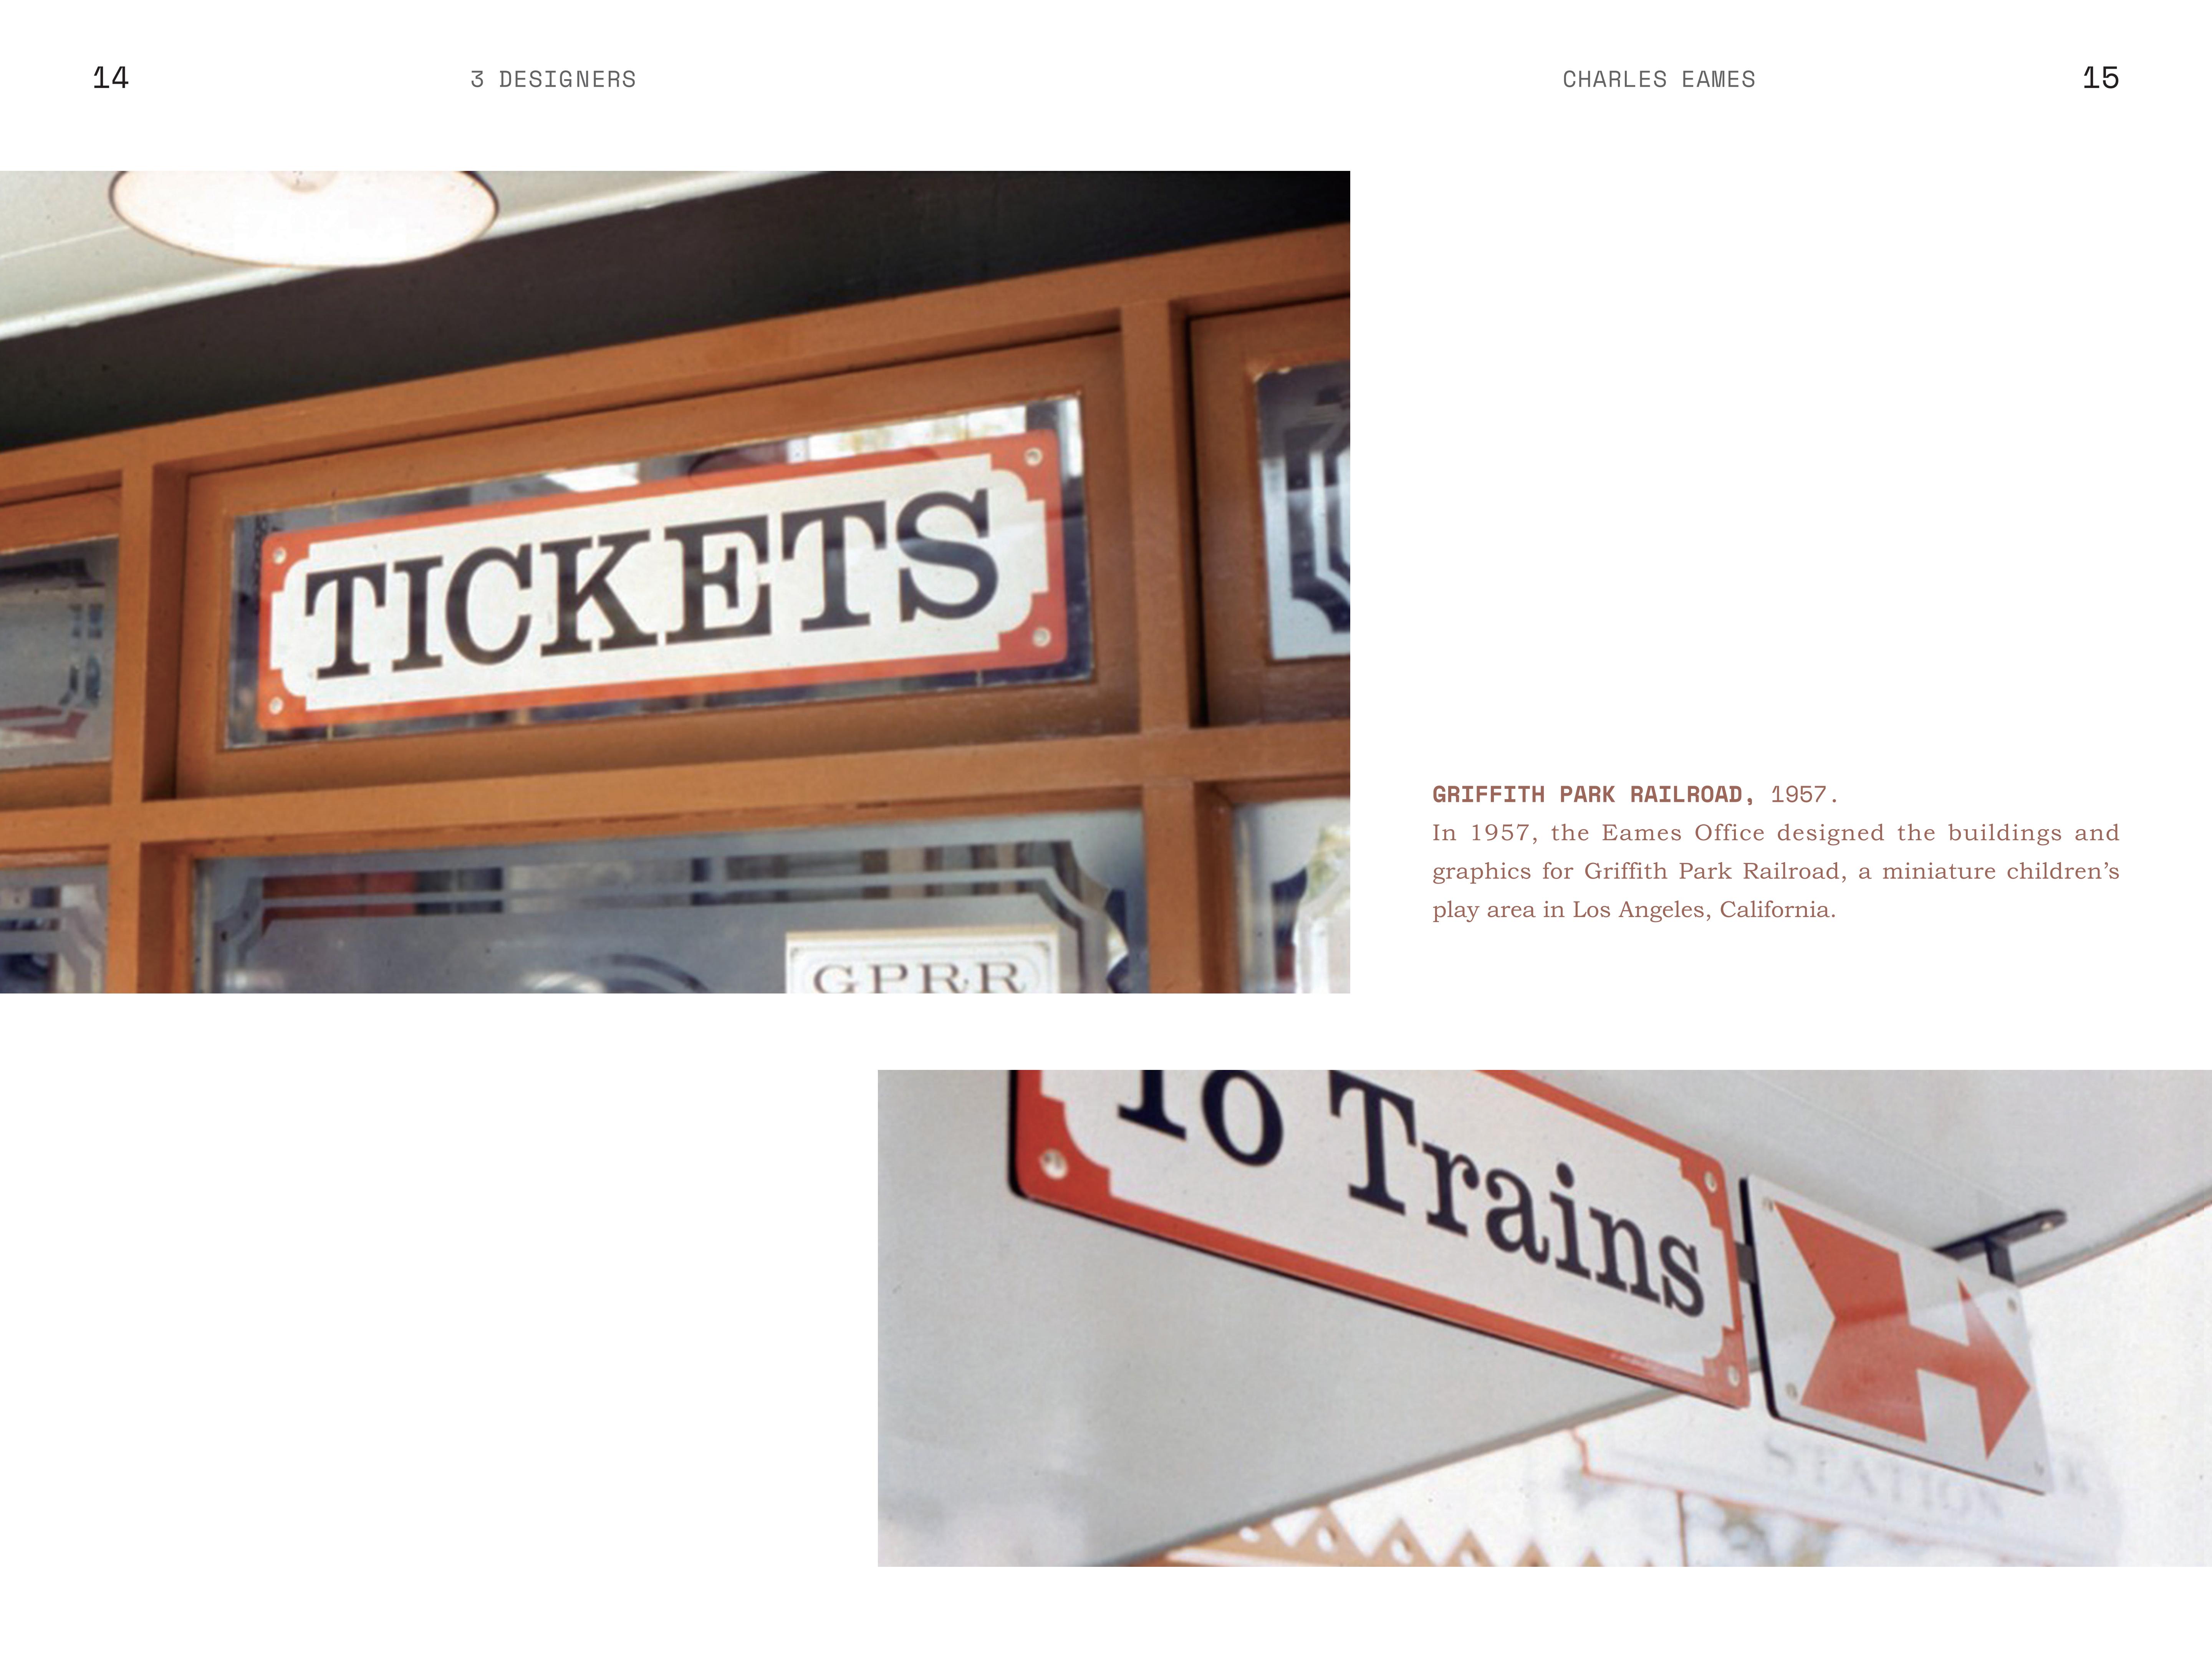 14
3 DESIGNERS
CHARLES EAMES
15
TICKETS
GPRR
GRIFFITH PARK RAILROAD, 1957.
In 1957, the Eames Office designed the buildings and
graphics for Griffith Park Railroad, a miniature children’s
play area in Los Angeles, California.
To Trains
STATION